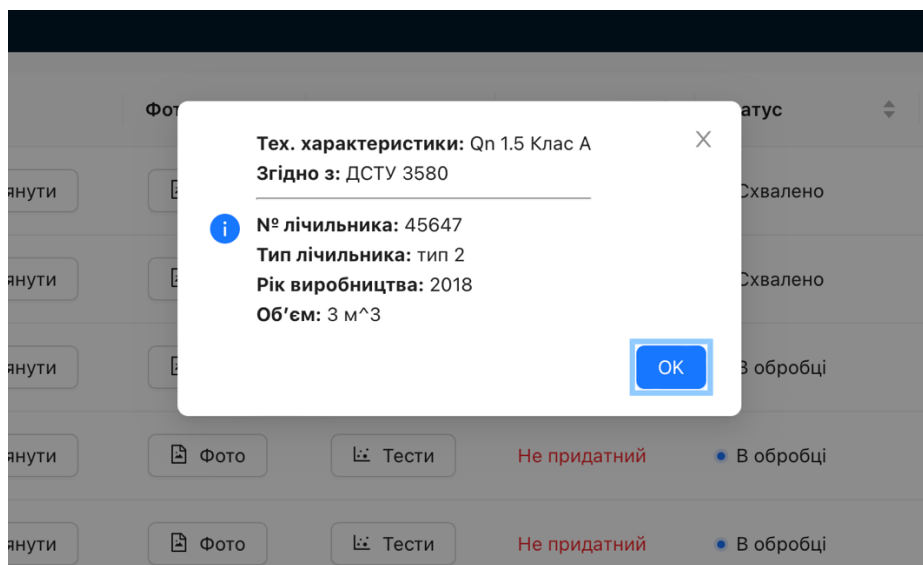 Фот
атус
Тех. характеристики: Qn 1.5 Клас А
Згідно з: ДСТУ 3580
№ лічильника: 45647
Тип лічильника: тип 2
Рік виробництва: 2018
Об’єм: 3 м^3
OK
янути Схвалено
янути Схвалено
янути В обробці
янути Фото Тести Не придатний В обробці
янути Фото Тести Не придатний В обробці